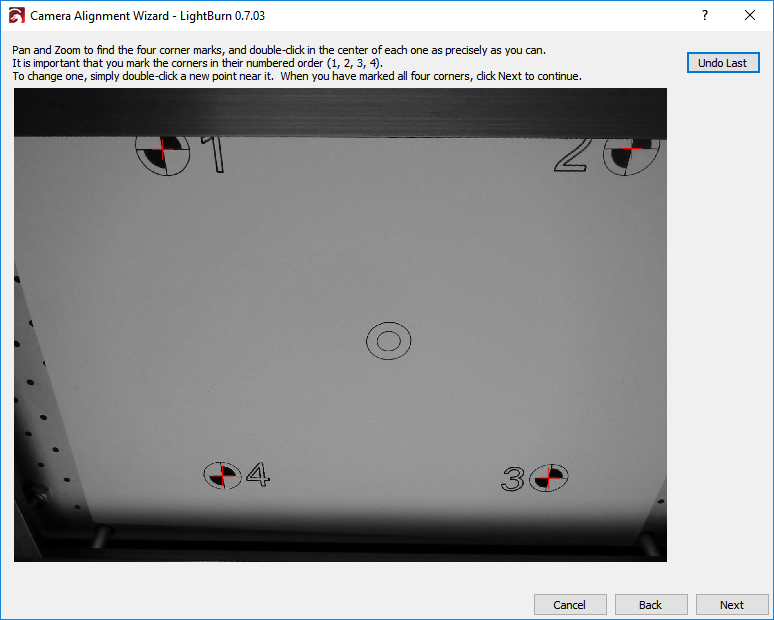 Camera Alignment Wizard - LightBurn 0.7.03
?
Pan and Zoom to find the four corner marks, and double-click in the center of each one as precisely as you can.
It is important that you mark the corners in their numbered order (1, 2, 3, 4).
To change one, simply double-click a new point near it.  When you have marked all four corners, click Next to continue.
Undo Last
1
2
4
3
Cancel
Back
Next